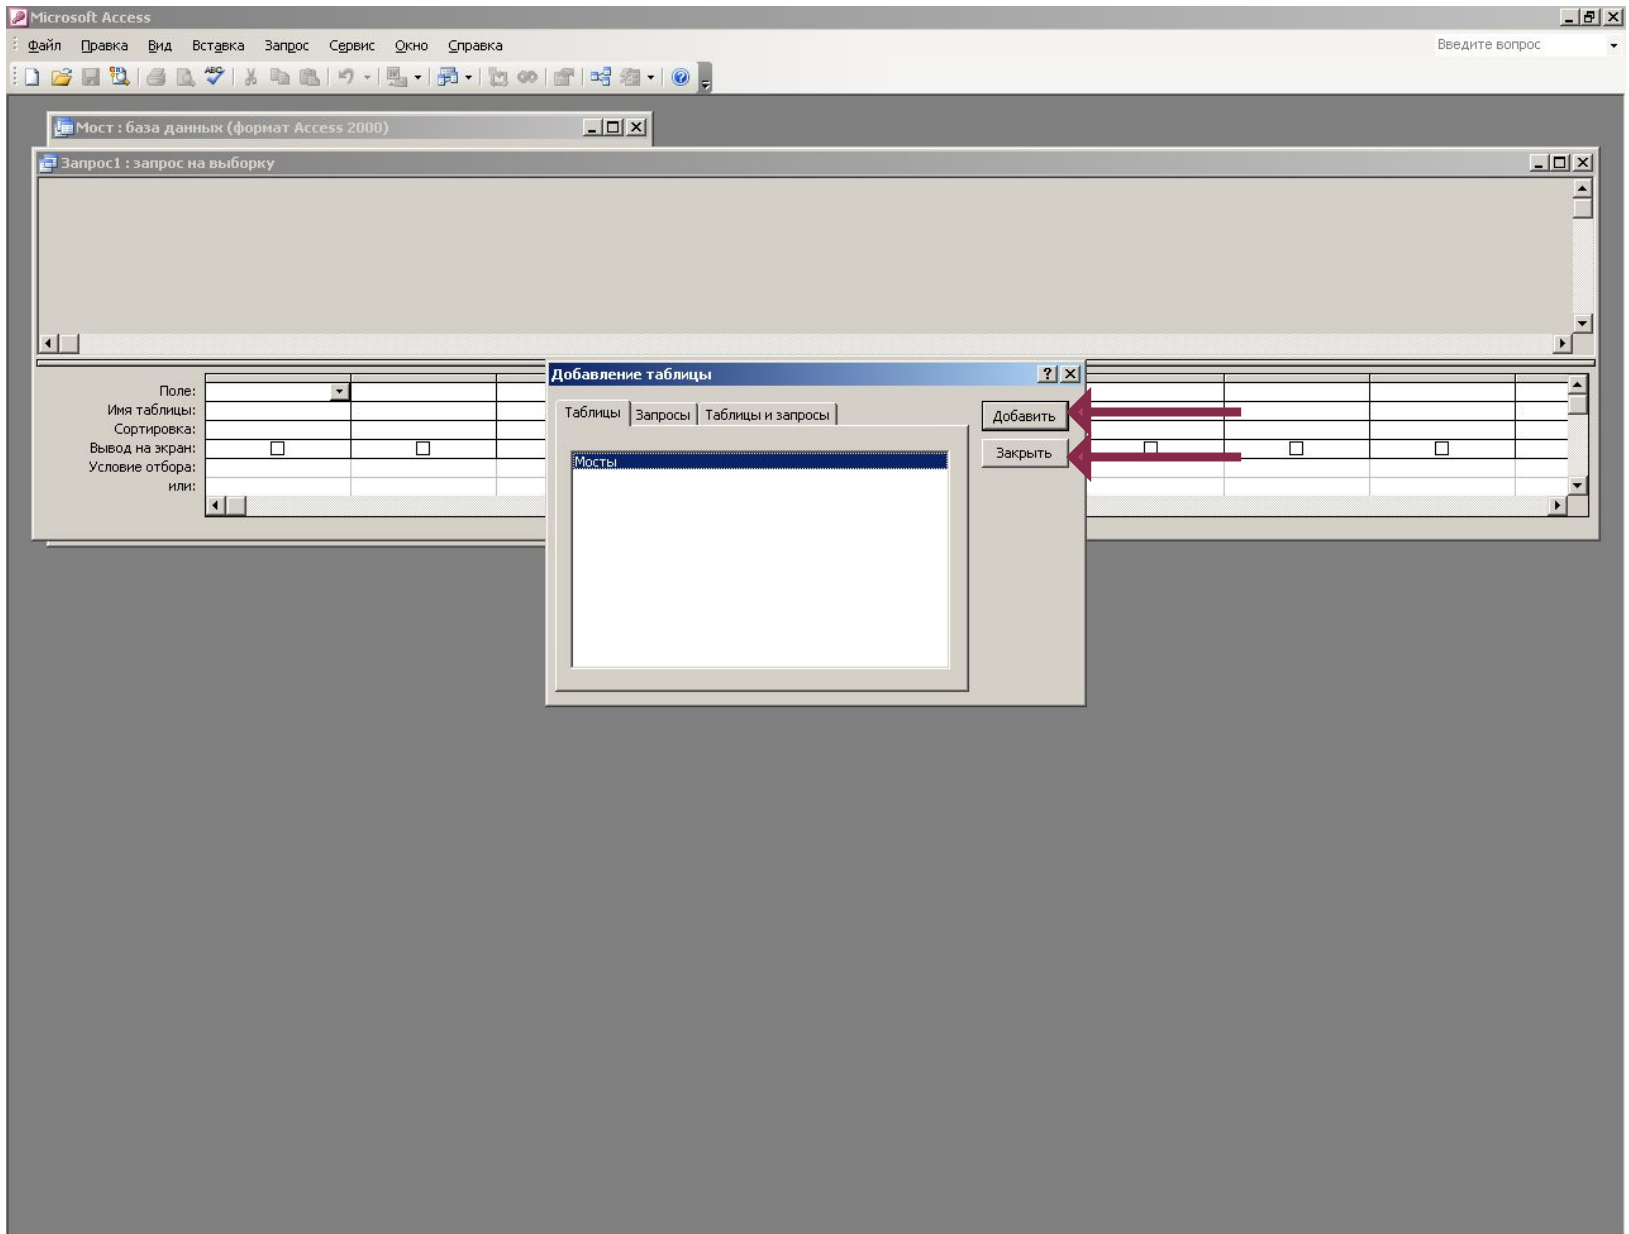 Microsoft Access
Файл Правка Вид Вставка Запрос Сервис Окно Справка
Введите вопрос
Мост : база данных (формат Access 2000)
Запрос1 : запрос на выборку
Добавление таблицы
Поле:
Имя таблицы:
Сортировка:
Вывод на экран:
Условие отбора:
или:
Таблицы Запросы Таблицы и запросы
Добавить
Закрыть
Мосты